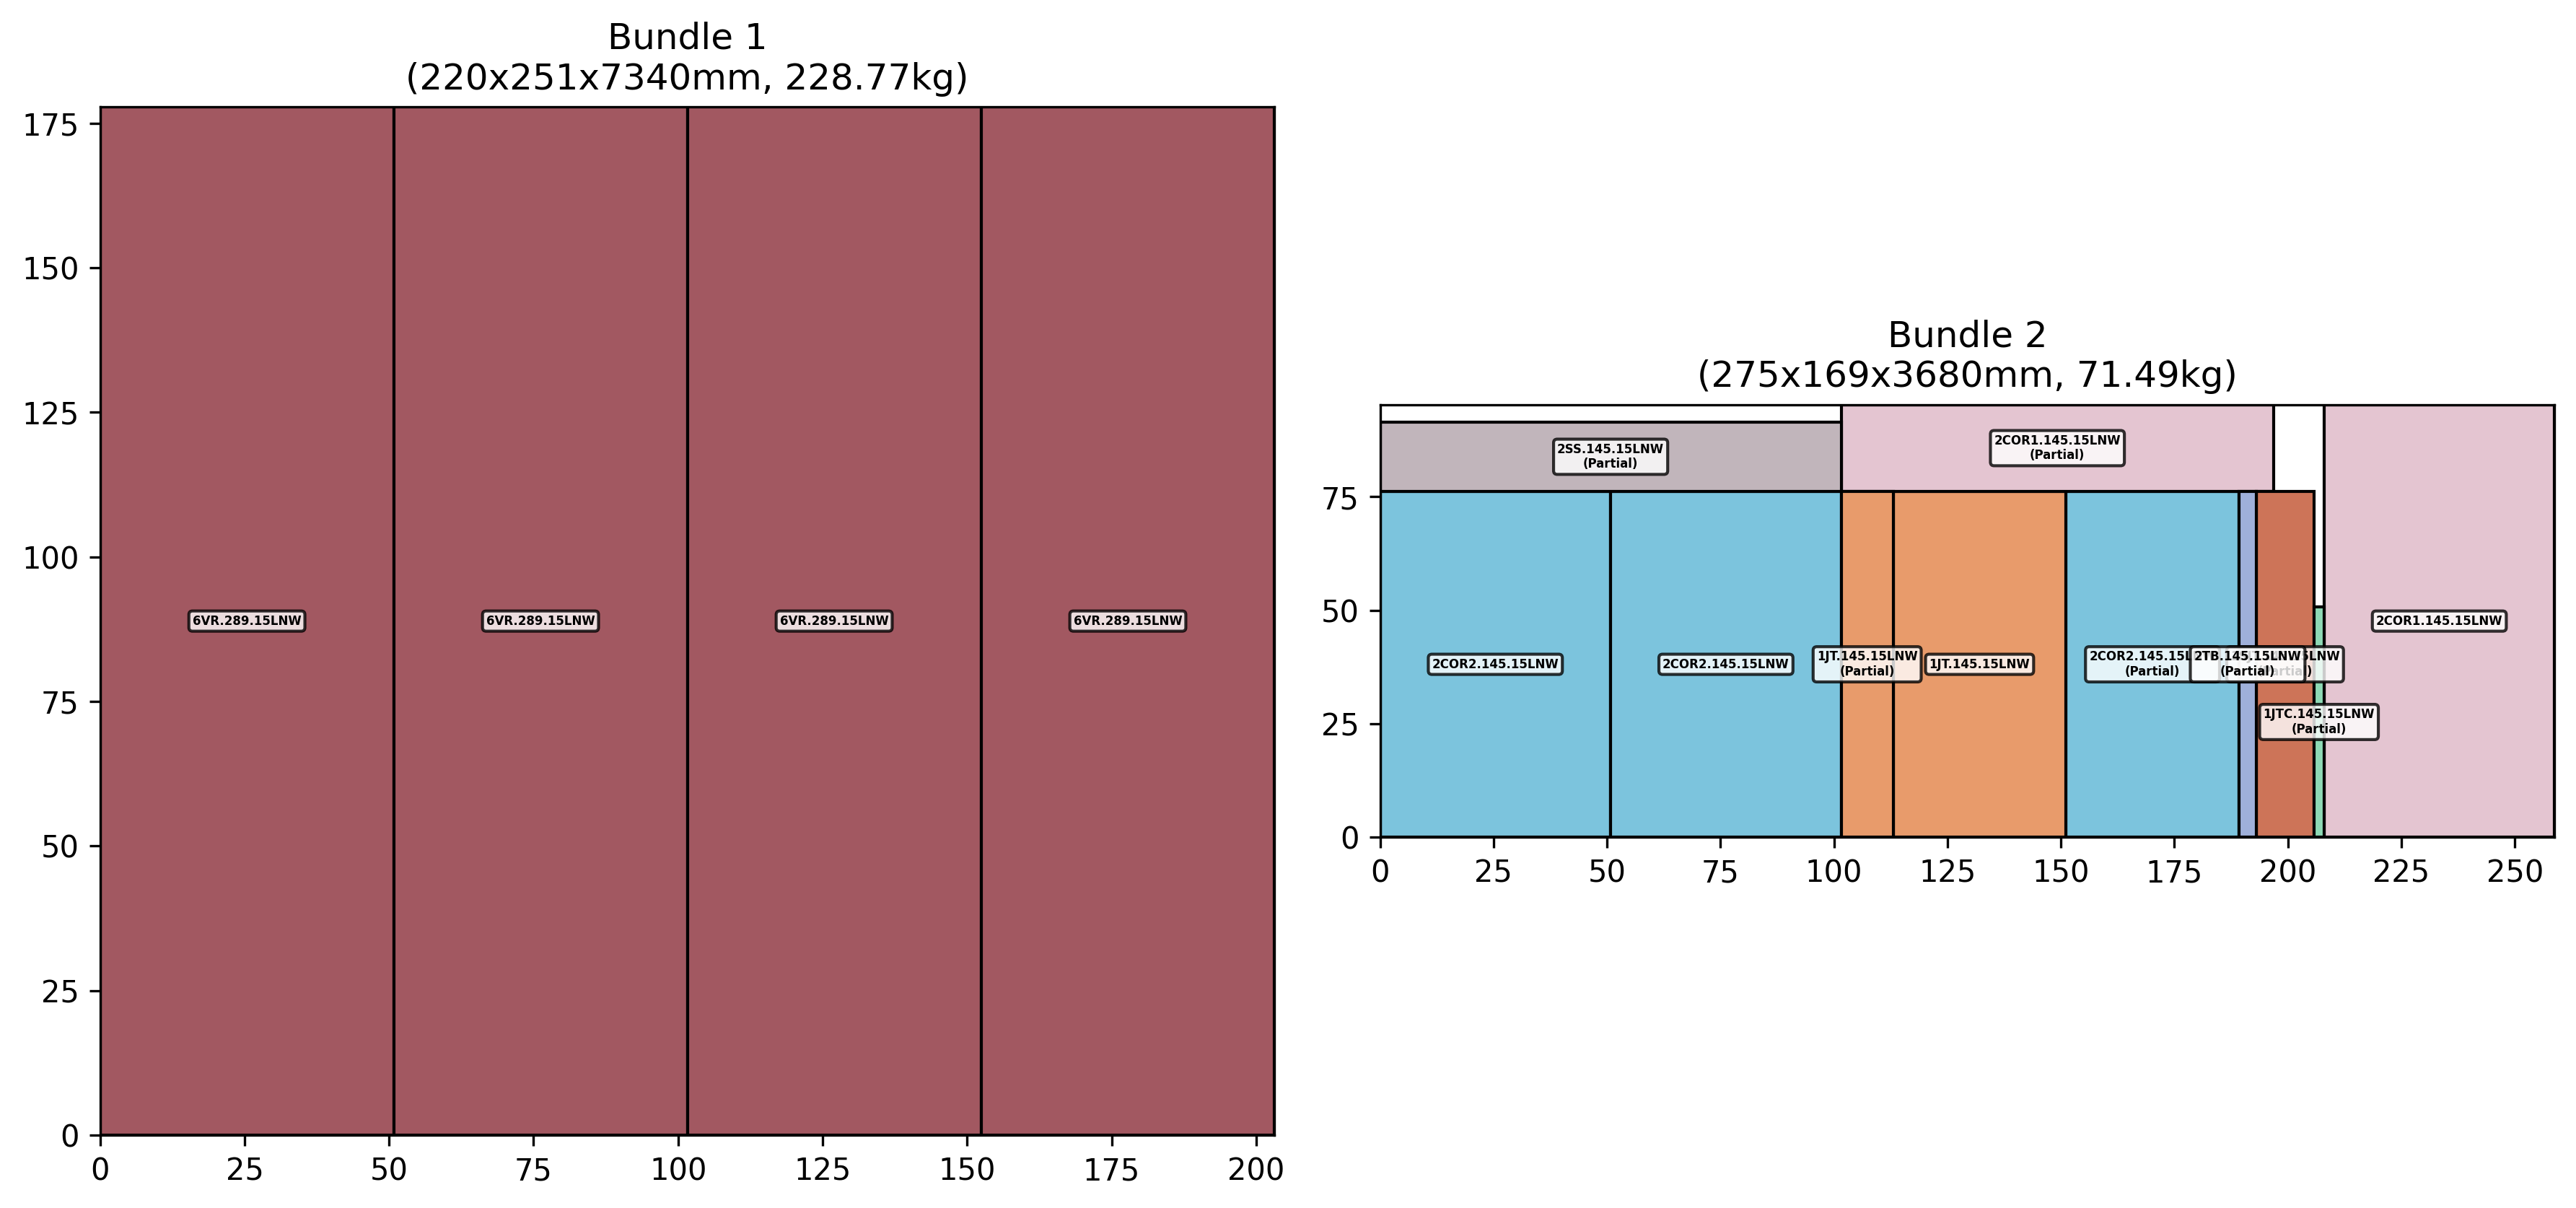 Bundle 1
(220x251x7340mm, 228.77kg)
175
150
125
100
75
50
25
0
6VR.289.15LNW
6VR.289.15LNW
6VR.289.15LNW
6VR.289.15LNW
0 25 50 75 100 125 150 175 200
Bundle 2
(275x169x3680mm, 71.49kg)
75
50
25
0
2SS.145.15LNW
(Partial)
2COR1.145.15LNW
(Partial)
2COR1.145.15LNW
2COR2.145.15LNW
2COR2.145.15LNW
1JT.145.15LNW
(Partial)
1JT.145.15LNW
2COR2.145.15L
(Partial)
2TB.145.15LNW
(Partial)
1JTC.145.15LNW
(Partial)
0 25 50 75 100 125 150 175 200 225 250